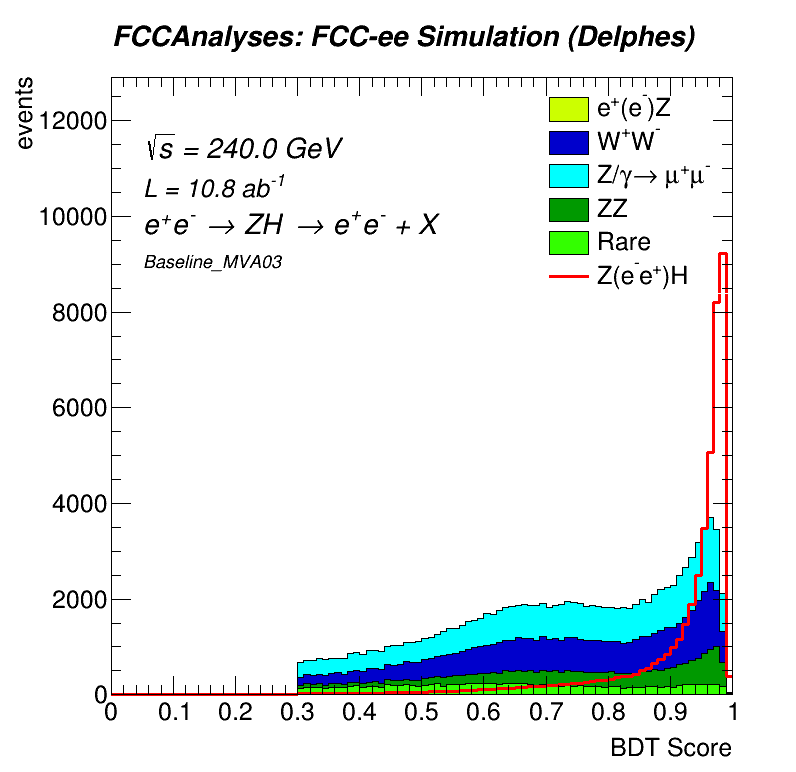 FCCAnalyses: FCC-ee Simulation (Delphes)
events
12000
10000
8000
6000
4000
2000
0
√s = 240.0 GeV
L = 10.8 ab⁻¹
e⁺e⁻ → ZH → e⁺e⁻ + X
Baseline_MVA03
e⁺(e⁻)Z
W⁺W⁻
Z/γ→ μ⁺μ⁻
ZZ
Rare
Z(e⁻e⁺)H
0 0.1 0.2 0.3 0.4 0.5 0.6 0.7 0.8 0.9 1
BDT Score